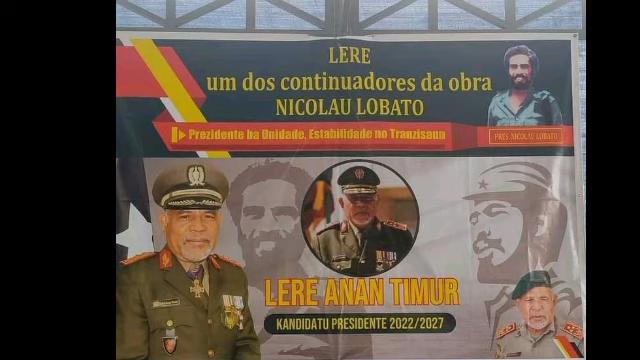 LERE
um dos continuadores da obra
NICOLAU LOBATO
Prezidente ba Unidade, Estabilidade no Tranzisaun
PRES. NICOLAU LOBATO
LERE ANAN TIMUR
KANDIDATU PRESIDENTE 2022/2027